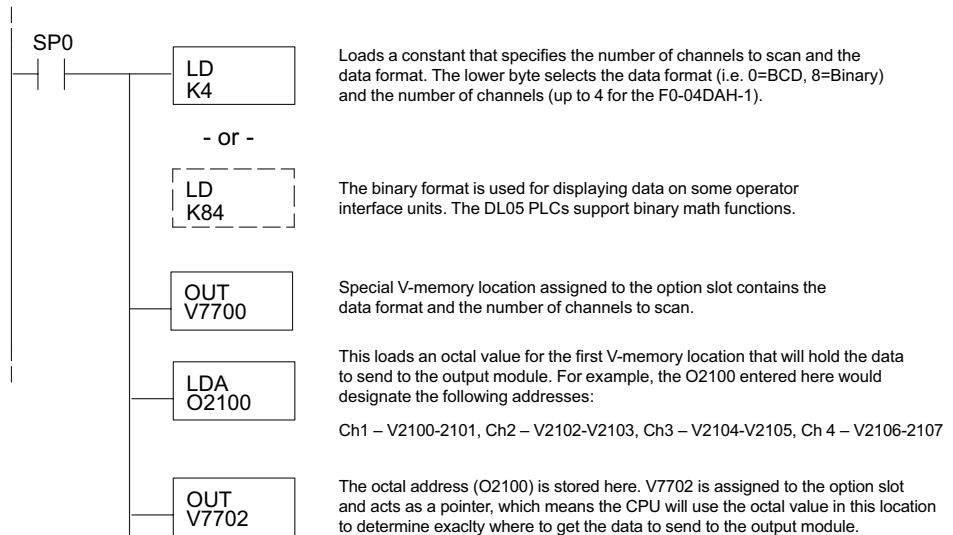 SP0
LD
K4
Loads a constant that specifies the number of channels to scan and the
data format. The lower byte selects the data format (i.e. 0=BCD, 8=Binary)
and the number of channels (up to 4 for the F0-04DAH-1).
- or -
LD
K84
The binary format is used for displaying data on some operator
interface units. The DL05 PLCs support binary math functions.
OUT
V7700
Special V-memory location assigned to the option slot contains the
data format and the number of channels to scan.
LDA
O2100
This loads an octal value for the first V-memory location that will hold the data
to send to the output module. For example, the O2100 entered here would
designate the following addresses:
Ch1 – V2100-2101, Ch2 – V2102-V2103, Ch3 – V2104-V2105, Ch 4 – V2106-2107
OUT
V7702
The octal address (O2100) is stored here. V7702 is assigned to the option slot
and acts as a pointer, which means the CPU will use the octal value in this location
to determine exaclty where to get the data to send to the output module.